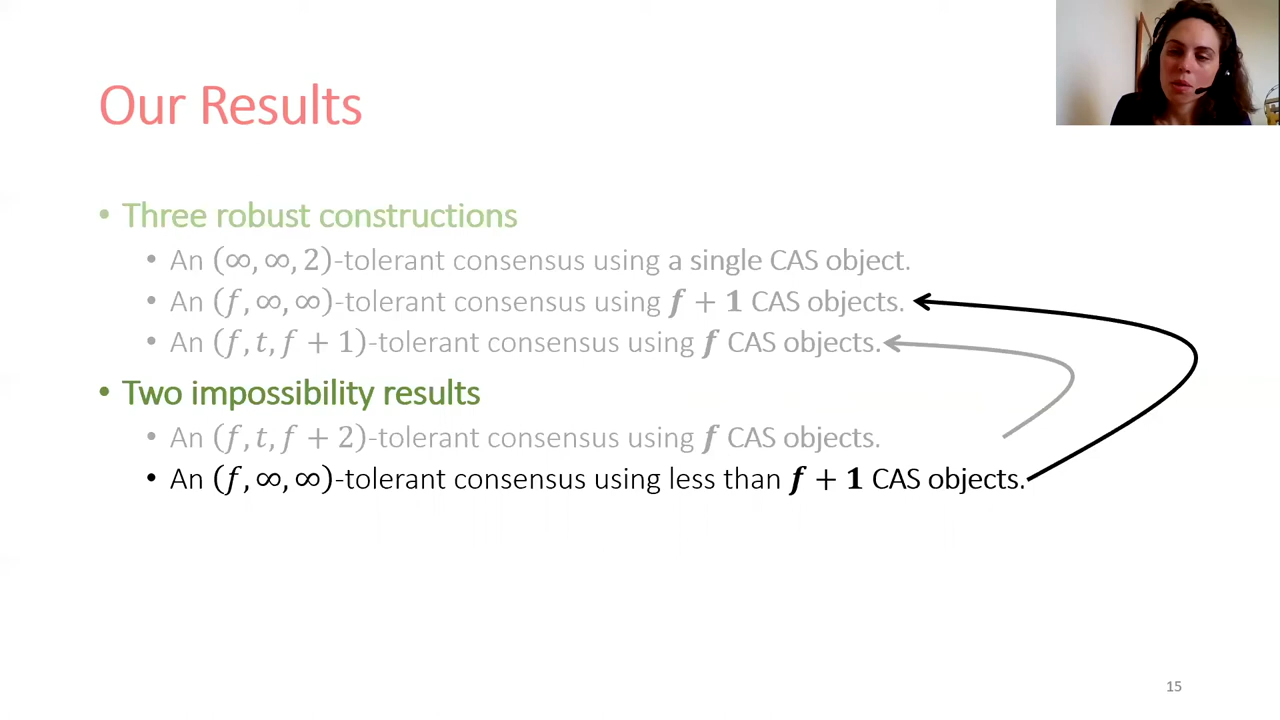 Our Results
• Three robust constructions
• An (∞, ∞, 2)-tolerant consensus using a single CAS object.
• An (f, ∞, ∞)-tolerant consensus using f + 1 CAS objects.
• An (f, t, f + 1)-tolerant consensus using f CAS objects.
• Two impossibility results
• An (f, t, f + 2)-tolerant consensus using f CAS objects.
• An (f, ∞, ∞)-tolerant consensus using less than f + 1 CAS objects.
15